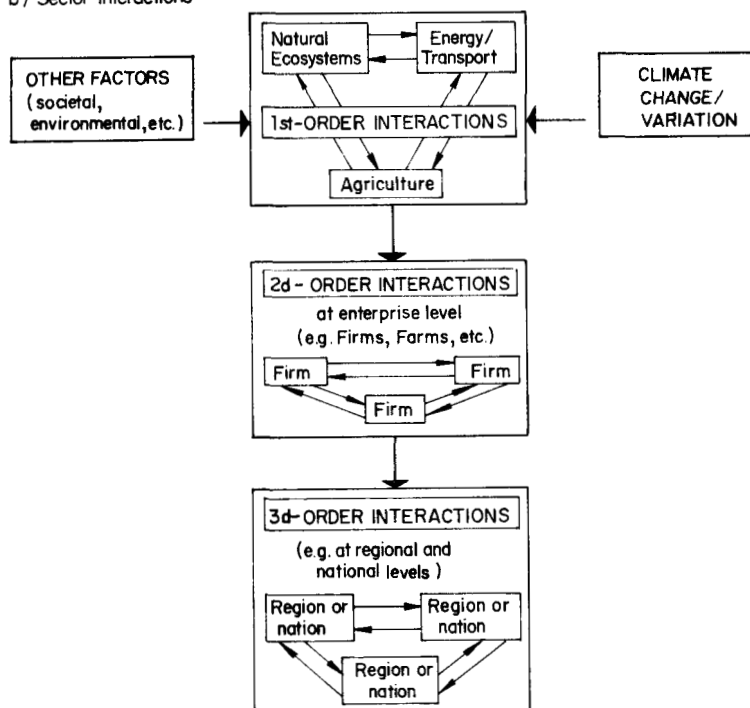 b) Sector Interactions
OTHER FACTORS
(societal,
environmental, etc.)
Natural
Ecosystems
Energy/
Transport
1st-ORDER INTERACTIONS
Agriculture
CLIMATE
CHANGE/
VARIATION
2d- ORDER INTERACTIONS
at enterprise level
(e.g. Firms, Farms, etc.)
Firm
Firm
Firm
3d-ORDER INTERACTIONS
(e.g. at regional and
national levels)
Region or
nation
Region or
nation
Region or
nation